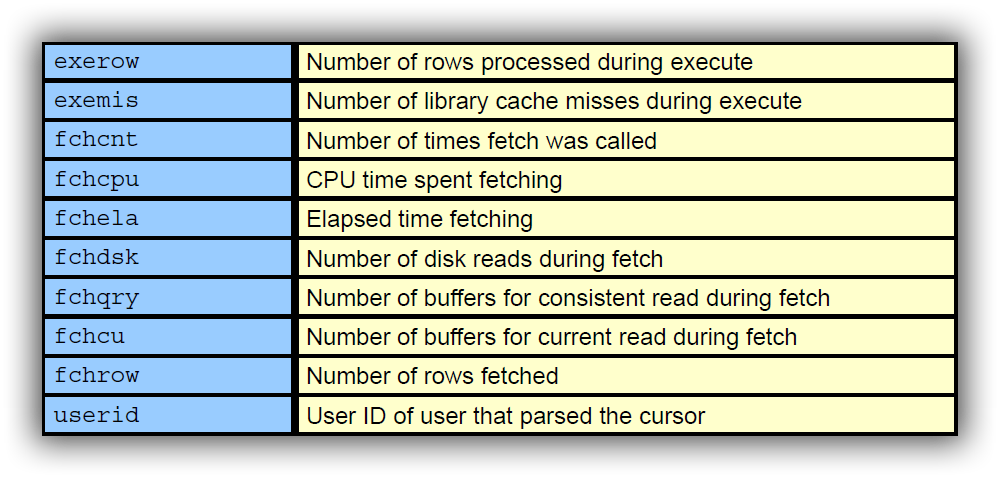 exerow Number of rows processed during execute
exemis Number of library cache misses during execute
fchcnt Number of times fetch was called
fchcpu CPU time spent fetching
fchela Elapsed time fetching
fchdsk Number of disk reads during fetch
fchqry Number of buffers for consistent read during fetch
fchcu Number of buffers for current read during fetch
fchrow Number of rows fetched
userid User ID of user that parsed the cursor